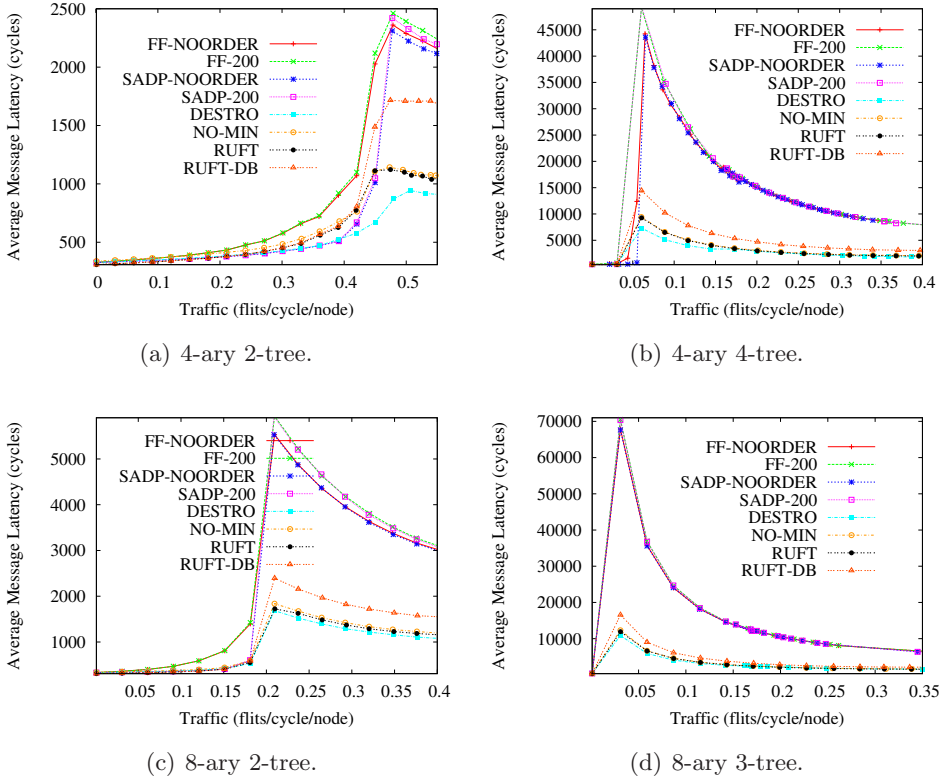 Average Message Latency (cycles)
2500
2000
1500
1000
500
FF-NOORDER
FF-200
SADP-NOORDER
SADP-200
DESTRO
NO-MIN
RUFT
RUFT-DB
0 0.1 0.2 0.3 0.4 0.5
Traffic (flits/cycle/node)
(a) 4-ary 2-tree.
Average Message Latency (cycles)
45000
40000
35000
30000
25000
20000
15000
10000
5000
FF-NOORDER
FF-200
SADP-NOORDER
SADP-200
DESTRO
NO-MIN
RUFT
RUFT-DB
0.05 0.1 0.15 0.2 0.25 0.3 0.35 0.4
Traffic (flits/cycle/node)
(b) 4-ary 4-tree.
Average Message Latency (cycles)
5000
4000
3000
2000
1000
FF-NOORDER
FF-200
SADP-NOORDER
SADP-200
DESTRO
NO-MIN
RUFT
RUFT-DB
0.05 0.1 0.15 0.2 0.25 0.3 0.35 0.4
Traffic (flits/cycle/node)
(c) 8-ary 2-tree.
Average Message Latency (cycles)
70000
60000
50000
40000
30000
20000
10000
FF-NOORDER
FF-200
SADP-NOORDER
SADP-200
DESTRO
NO-MIN
RUFT
RUFT-DB
0.05 0.1 0.15 0.2 0.25 0.3 0.35
Traffic (flits/cycle/node)
(d) 8-ary 3-tree.